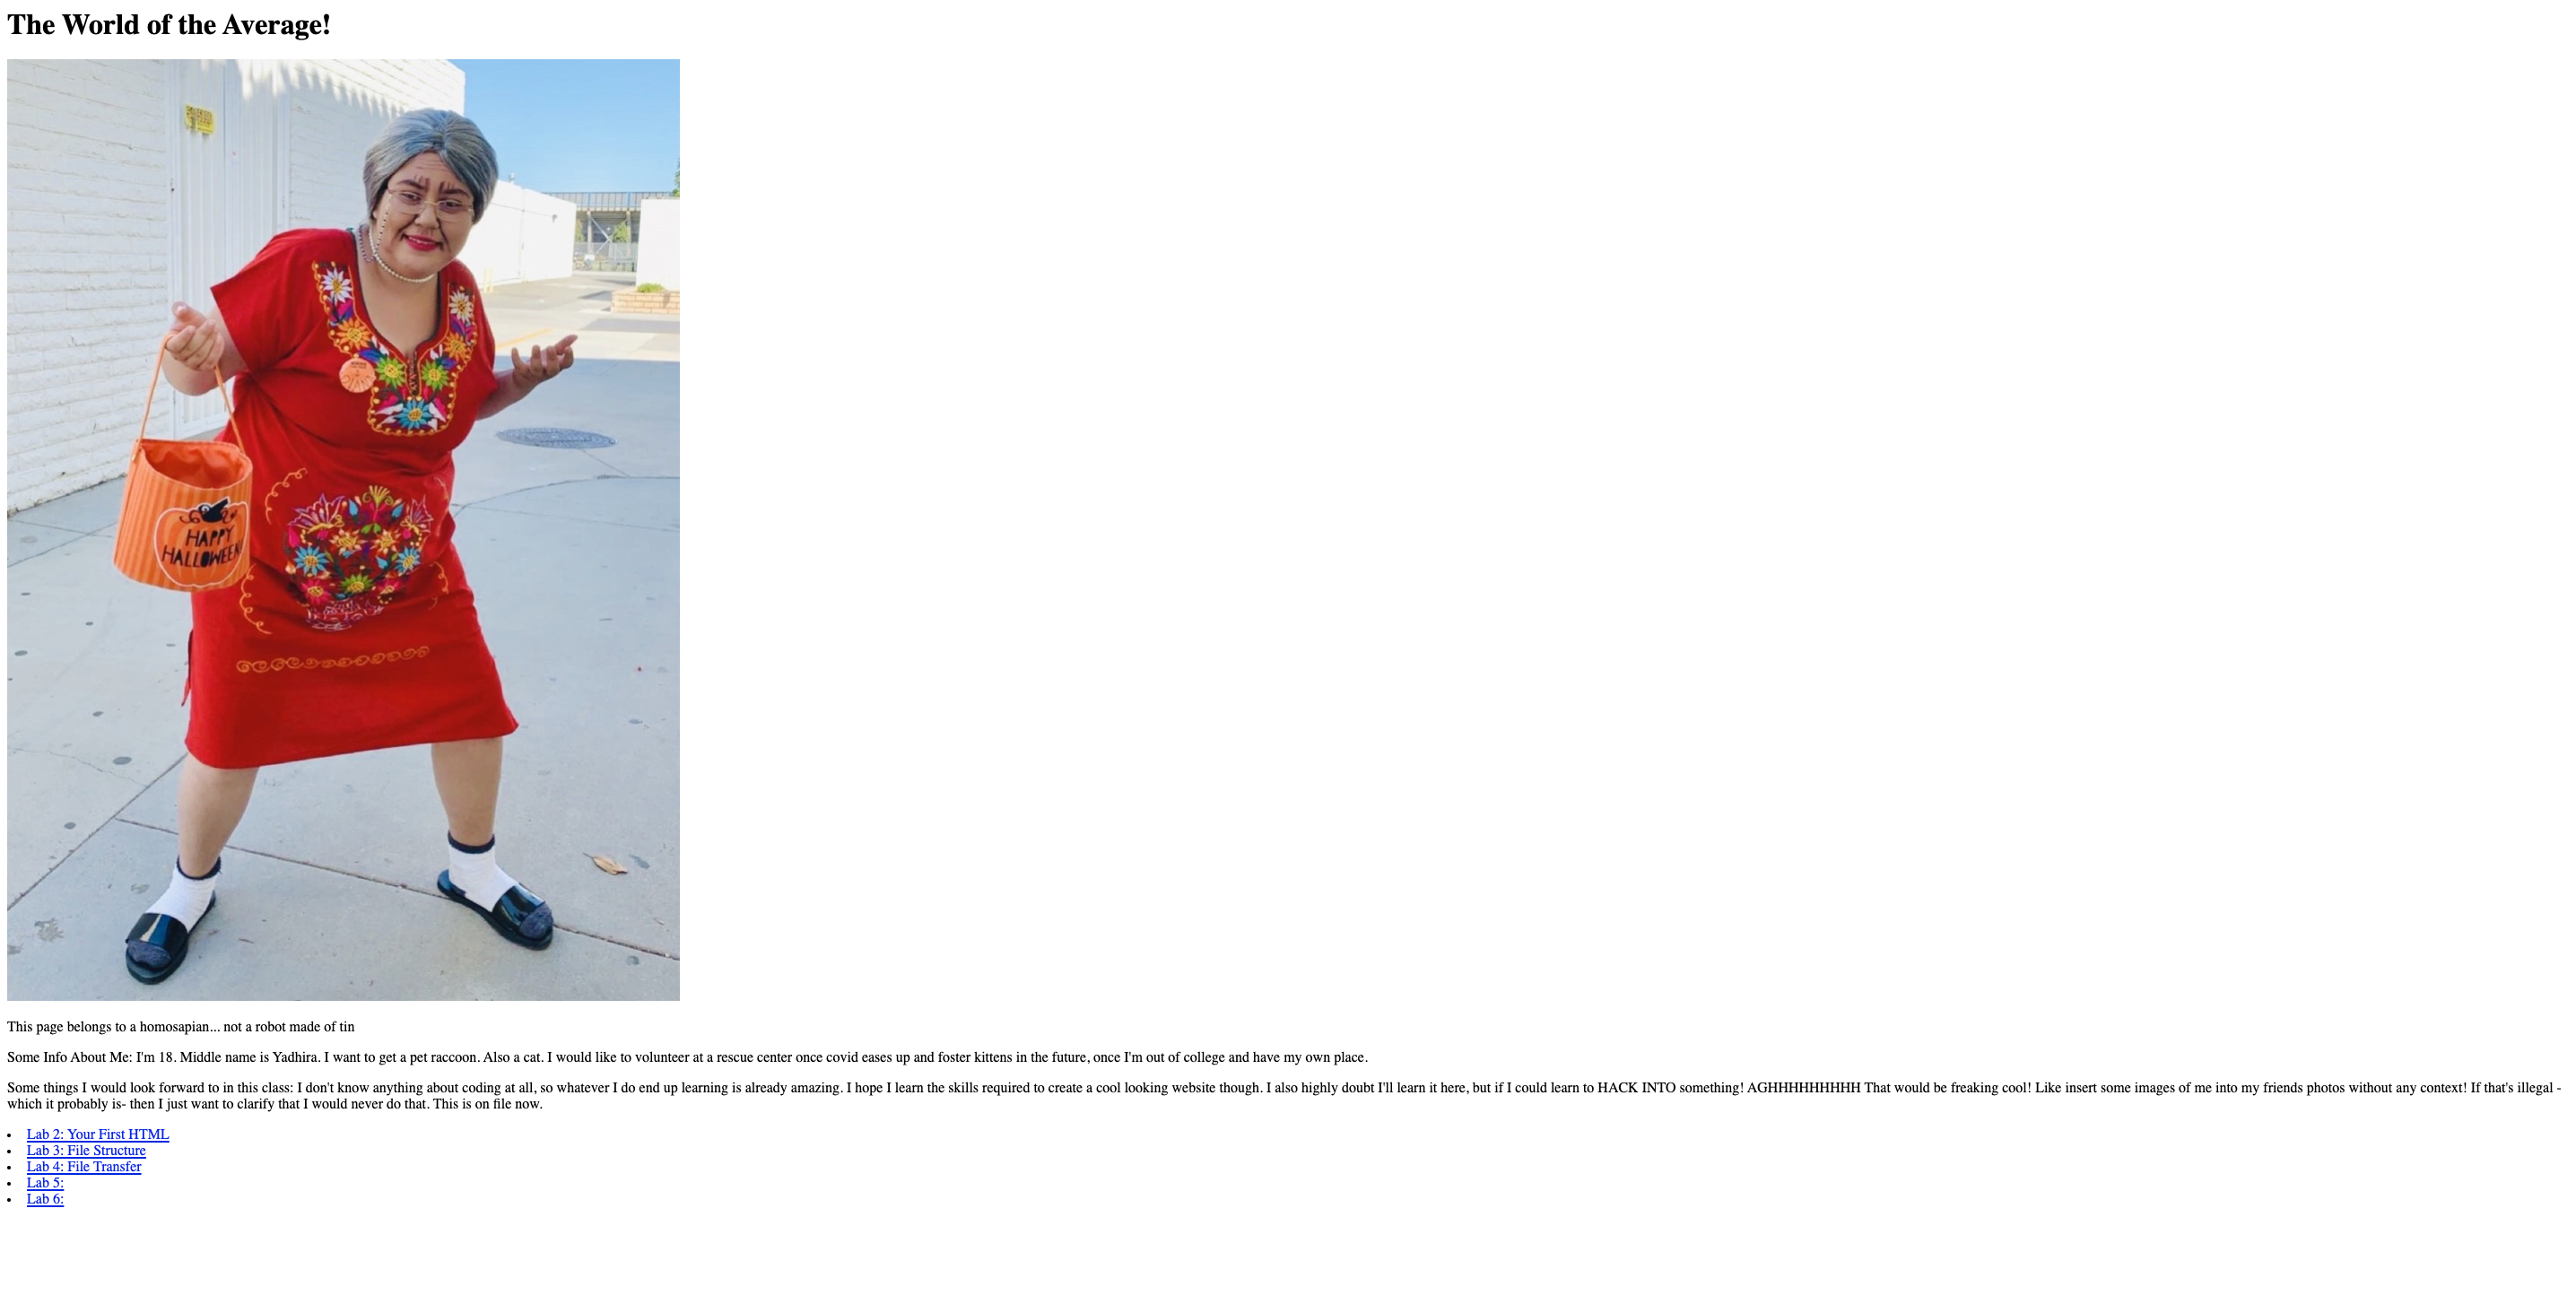 The World of the Average!
HAPPY
HALLOWEEN
This page belongs to a homosapian... not a robot made of tin
Some Info About Me: I'm 18. Middle name is Yadhira. I want to get a pet raccoon. Also a cat. I would like to volunteer at a rescue center once covid eases up and foster kittens in the future, once I'm out of college and have my own place.
Some things I would look forward to in this class: I don't know anything about coding at all, so whatever I do end up learning is already amazing. I hope I learn the skills required to create a cool looking website though. I also highly doubt I'll learn it here, but if I could learn to HACK INTO something! AGHHHHHHHHH That would be freaking cool! Like insert some images of me into my friends photos without any context! If that's illegal -
which it probably is- then I just want to clarify that I would never do that. This is on file now.
Lab 2: Your First HTML
Lab 3: File Structure
Lab 4: File Transfer
Lab 5:
Lab 6: